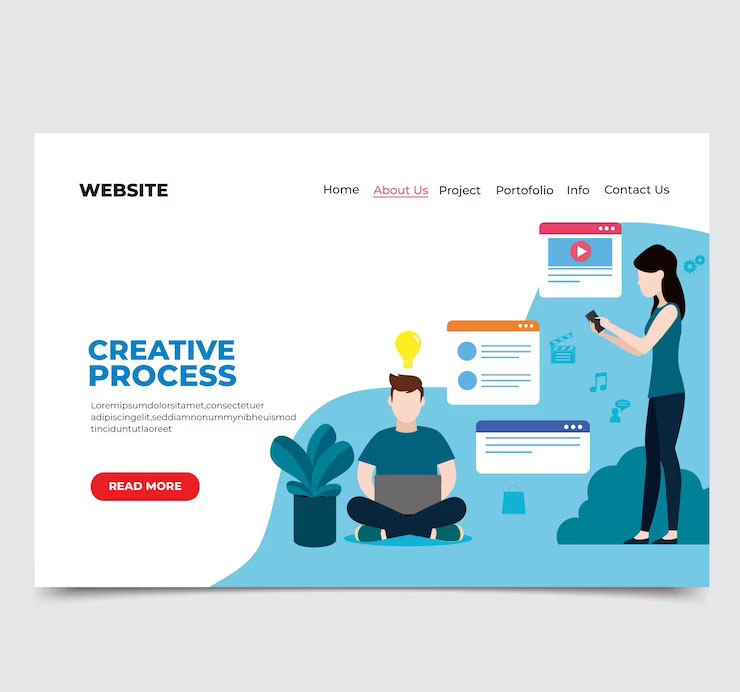 WEBSITE
Home About Us Project Portofolio Info Contact Us
CREATIVE
PROCESS
Loremipsumdolorsitamet,consectetuer
adipiscingelit,seddiamnonummynibheuismod
tinciduntutlaoreet
READ MORE